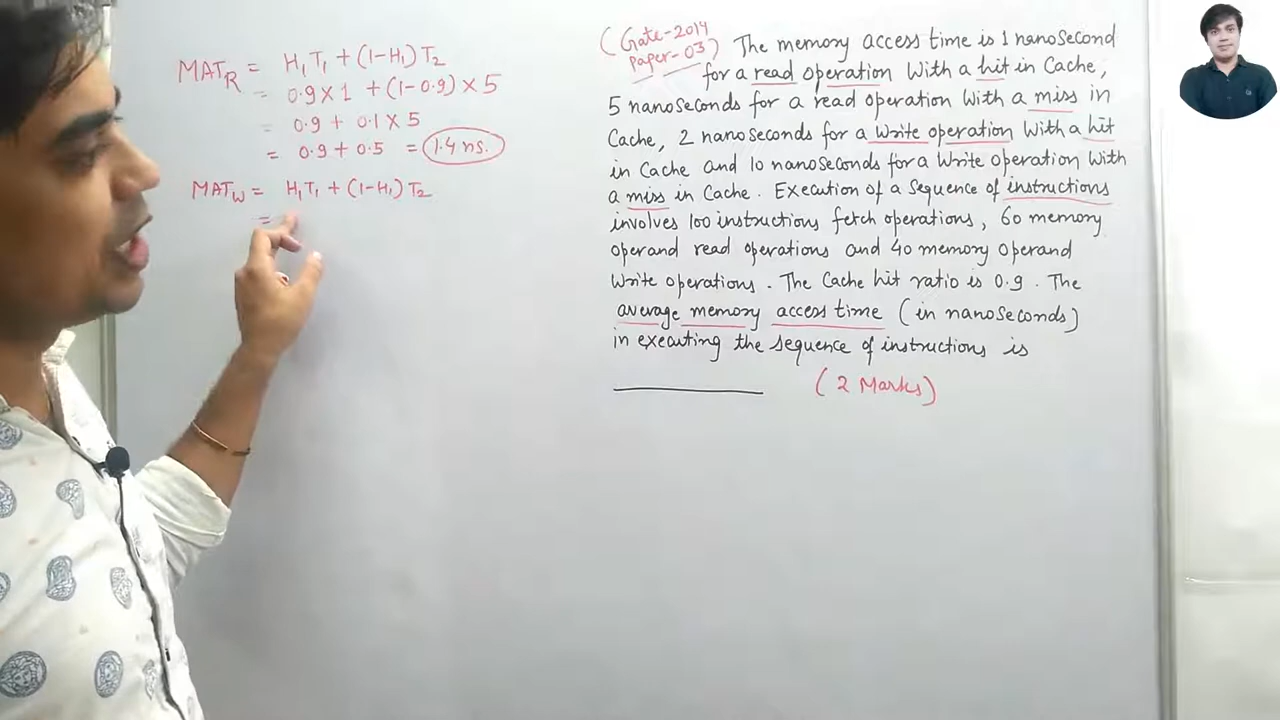 MATR = H1T1 + (1-H1)T2
= 0.9 × 1 + (1-0.9) × 5
= 0.9 + 0.1 × 5
= 0.9 + 0.5 = 1.4 ns.
MATW = H1T1 + (1-H1)T2
=
(Gate-2014
Paper-03)
The memory access time is 1 nanosecond
for a read operation With a hit in Cache,
5 nanoseconds for a read operation With a miss in
Cache, 2 nanoseconds for a Write operation With a hit
in Cache and 10 nanoseconds for a Write operation With
a miss in Cache. Execution of a Sequence of instructions
involves 100 instructions fetch operations, 60 memory
operand read operations and 40 memory operand
Write operations. The Cache hit ratio is 0.9. The
average memory access time (in nanoseconds)
in executing the sequence of instructions is
(2 Marks)